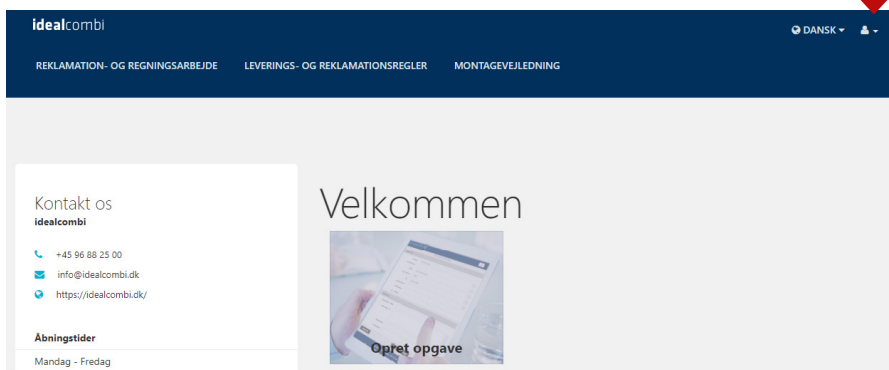 idealcombi
DANSK
REKLAMATION- OG REGNINGSARBEJDE LEVERINGS- OG REKLAMATIONSREGLER MONTAGEVEJLEDNING
Kontakt os
idealcombi
+45 96 88 25 00
info@idealcombi.dk
https://idealcombi.dk/
Åbningstider
Mandag - Fredag
Velkommen
Opret opgave